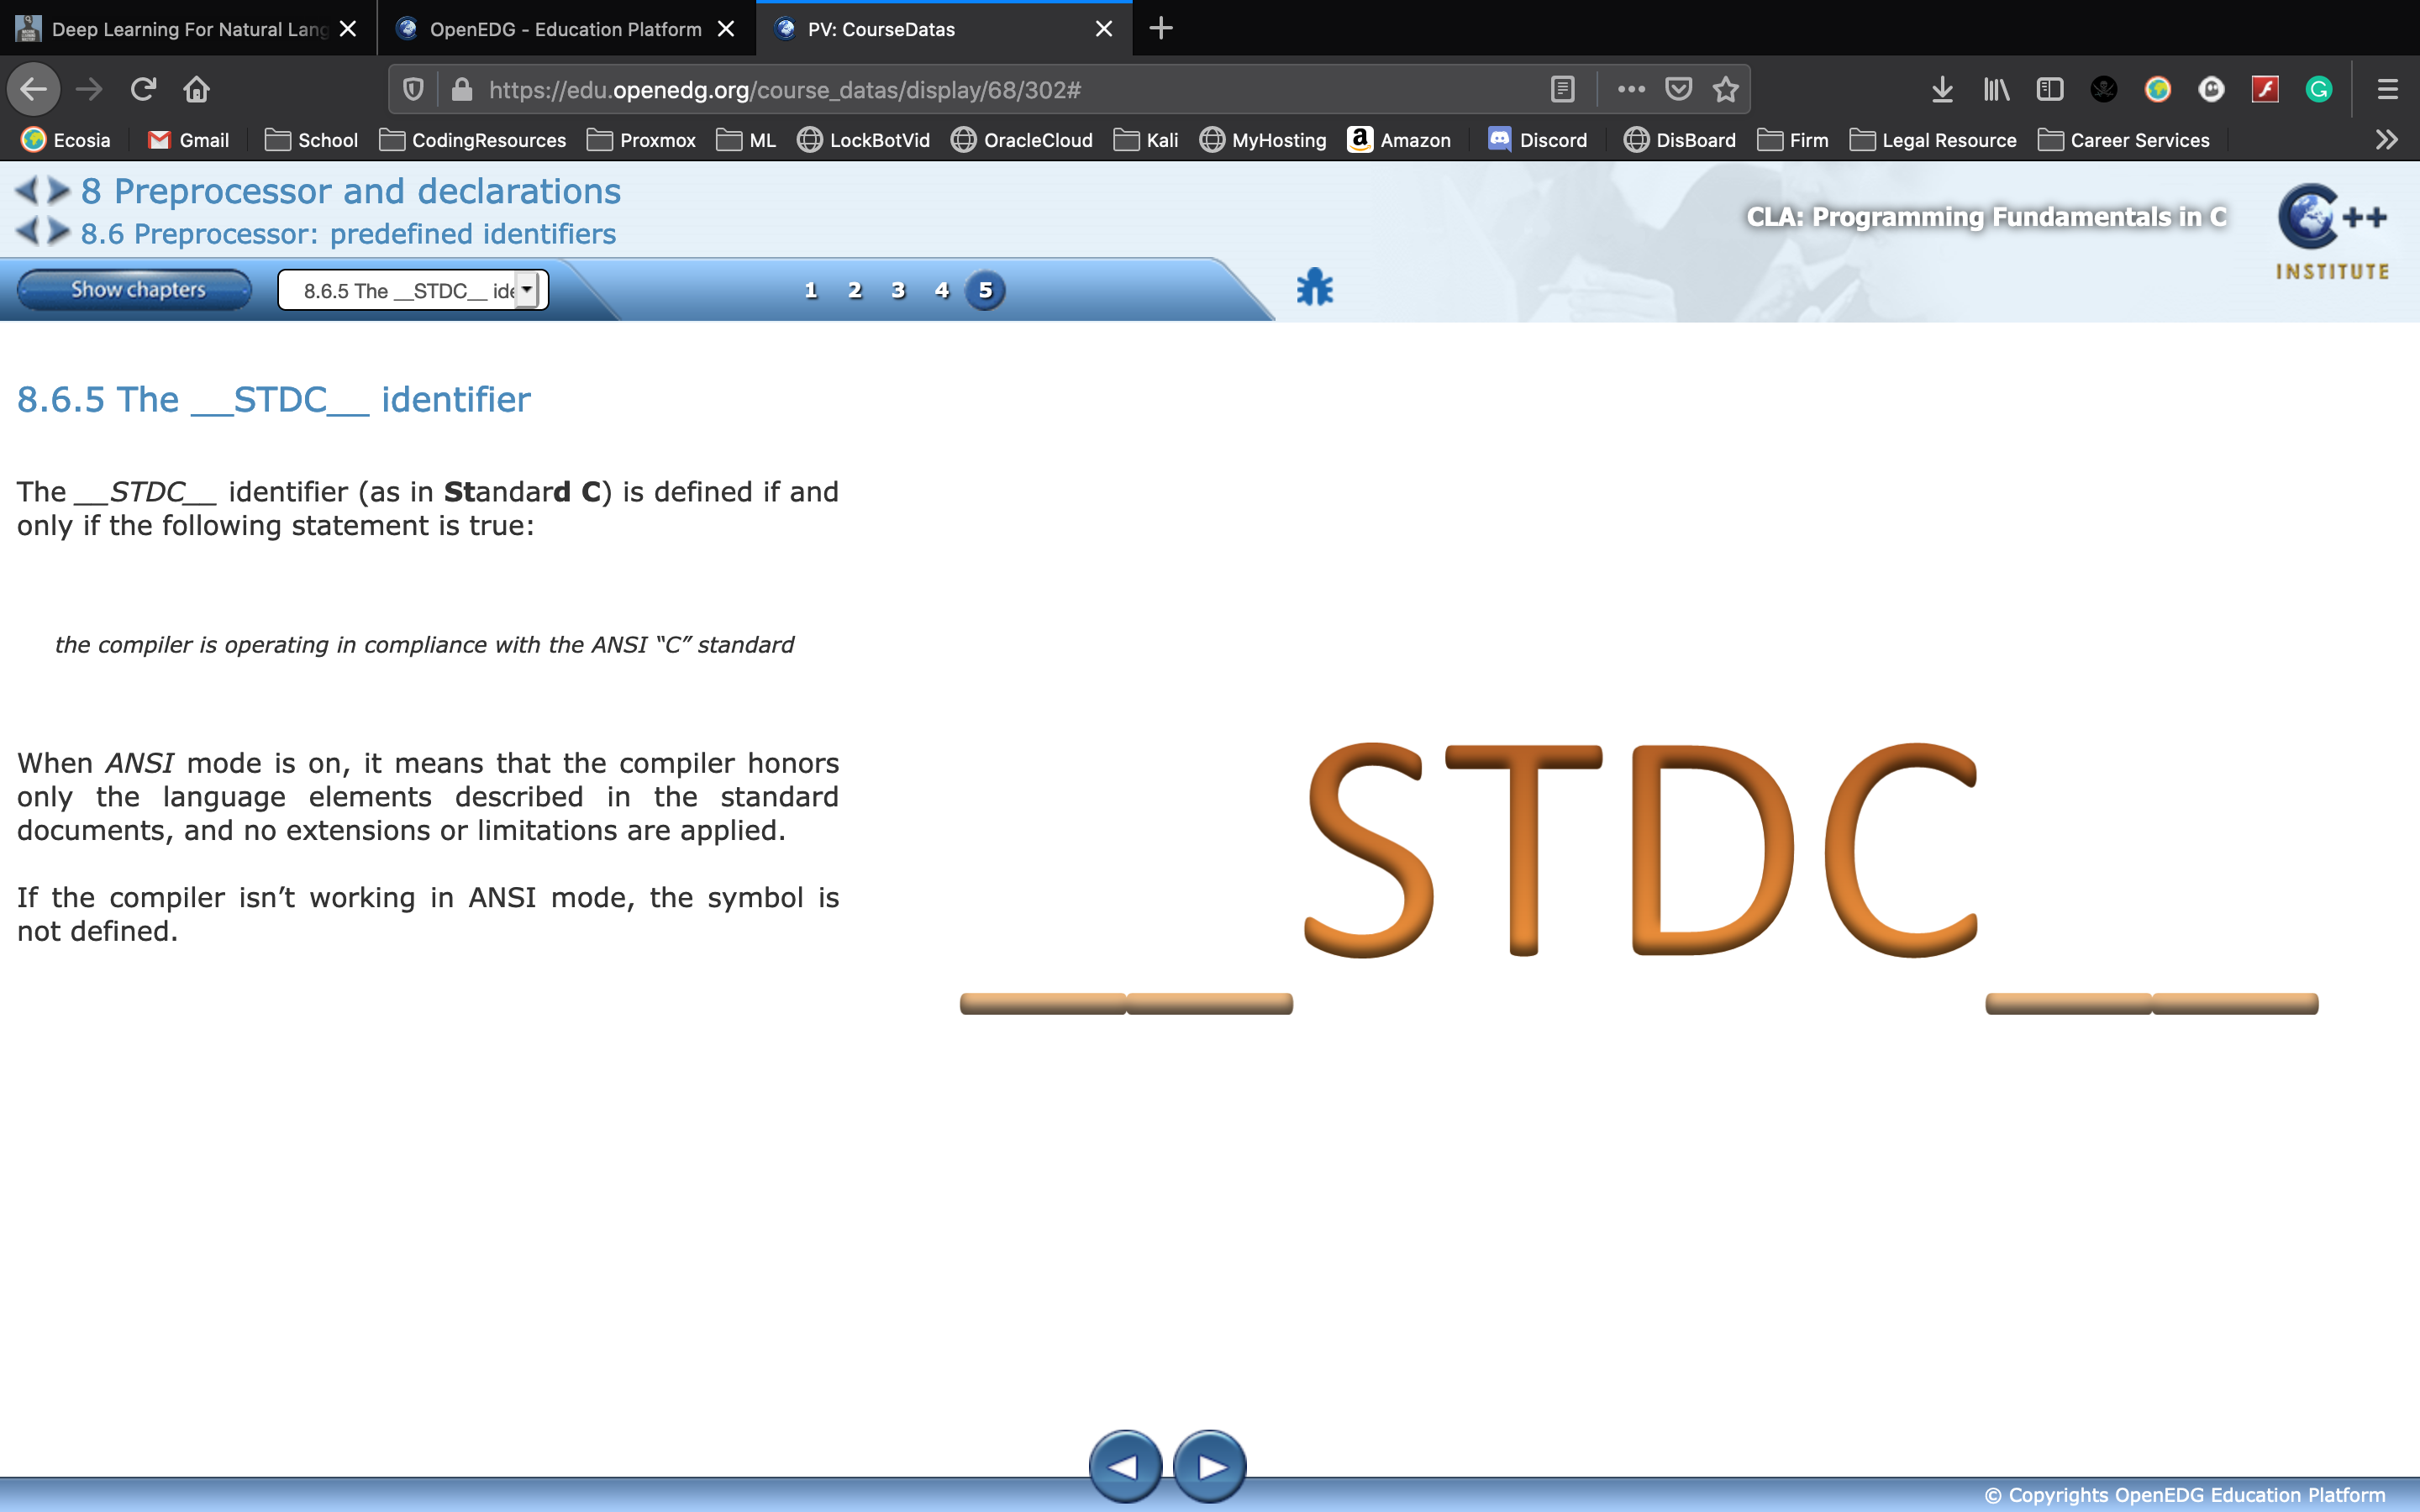 Deep Learning For Natural Lang
OpenEDG - Education Platform
PV: CourseDatas
https://edu.openedg.org/course_datas/display/68/302#
Ecosia
Gmail
School
CodingResources
Proxmox
ML
LockBotVid
OracleCloud
Kali
MyHosting
Amazon
Discord
DisBoard
Firm
Legal Resource
Career Services
8 Preprocessor and declarations
8.6 Preprocessor: predefined identifiers
CLA: Programming Fundamentals in C
C++
INSTITUTE
Show chapters
8.6.5 The __STDC__ ide
1 2 3 4 5
8.6.5 The __STDC__ identifier
The __STDC__ identifier (as in Standard C) is defined if and
only if the following statement is true:
the compiler is operating in compliance with the ANSI “C” standard
When ANSI mode is on, it means that the compiler honors
only the language elements described in the standard
documents, and no extensions or limitations are applied.
If the compiler isn’t working in ANSI mode, the symbol is
not defined.
__STDC__
© Copyrights OpenEDG Education Platform